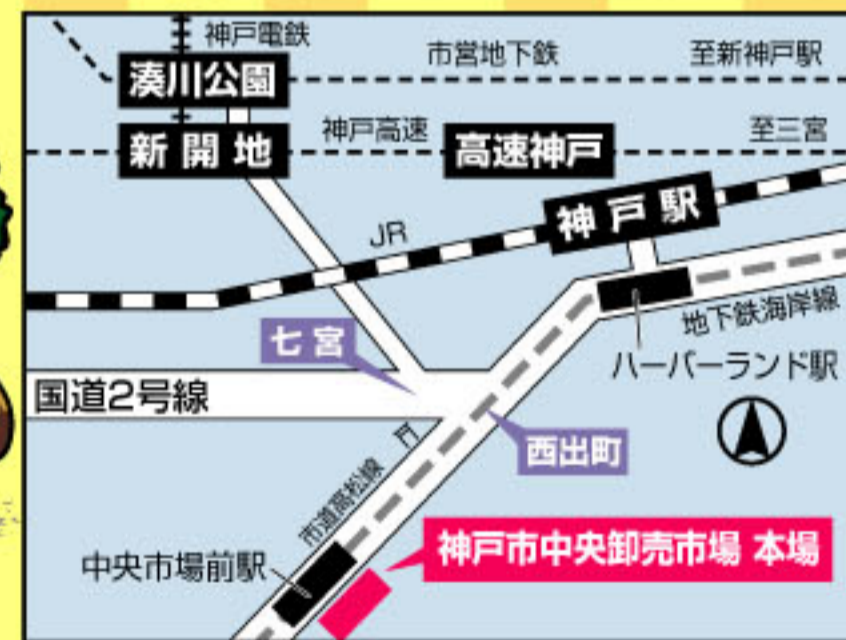 神戸電鉄
市営地下鉄
至新神戸駅
湊川公園
新開地
神戸高速
高速神戸
至三宮
神戸駅
JR
地下鉄海岸線
七宮
ハーバーランド駅
国道2号線
西出町
市道高松線
神戸市中央卸売市場 本場
中央市場前駅